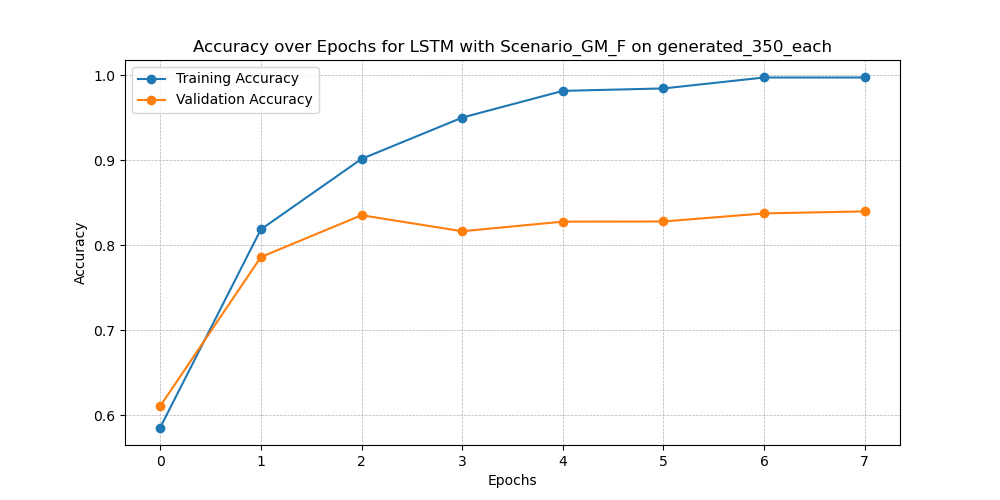 Accuracy over Epochs for LSTM with Scenario_GM_F on generated_350_each
Training Accuracy
Validation Accuracy
Accuracy
1.0
0.9
0.8
0.7
0.6
0 1 2 3 4 5 6 7
Epochs